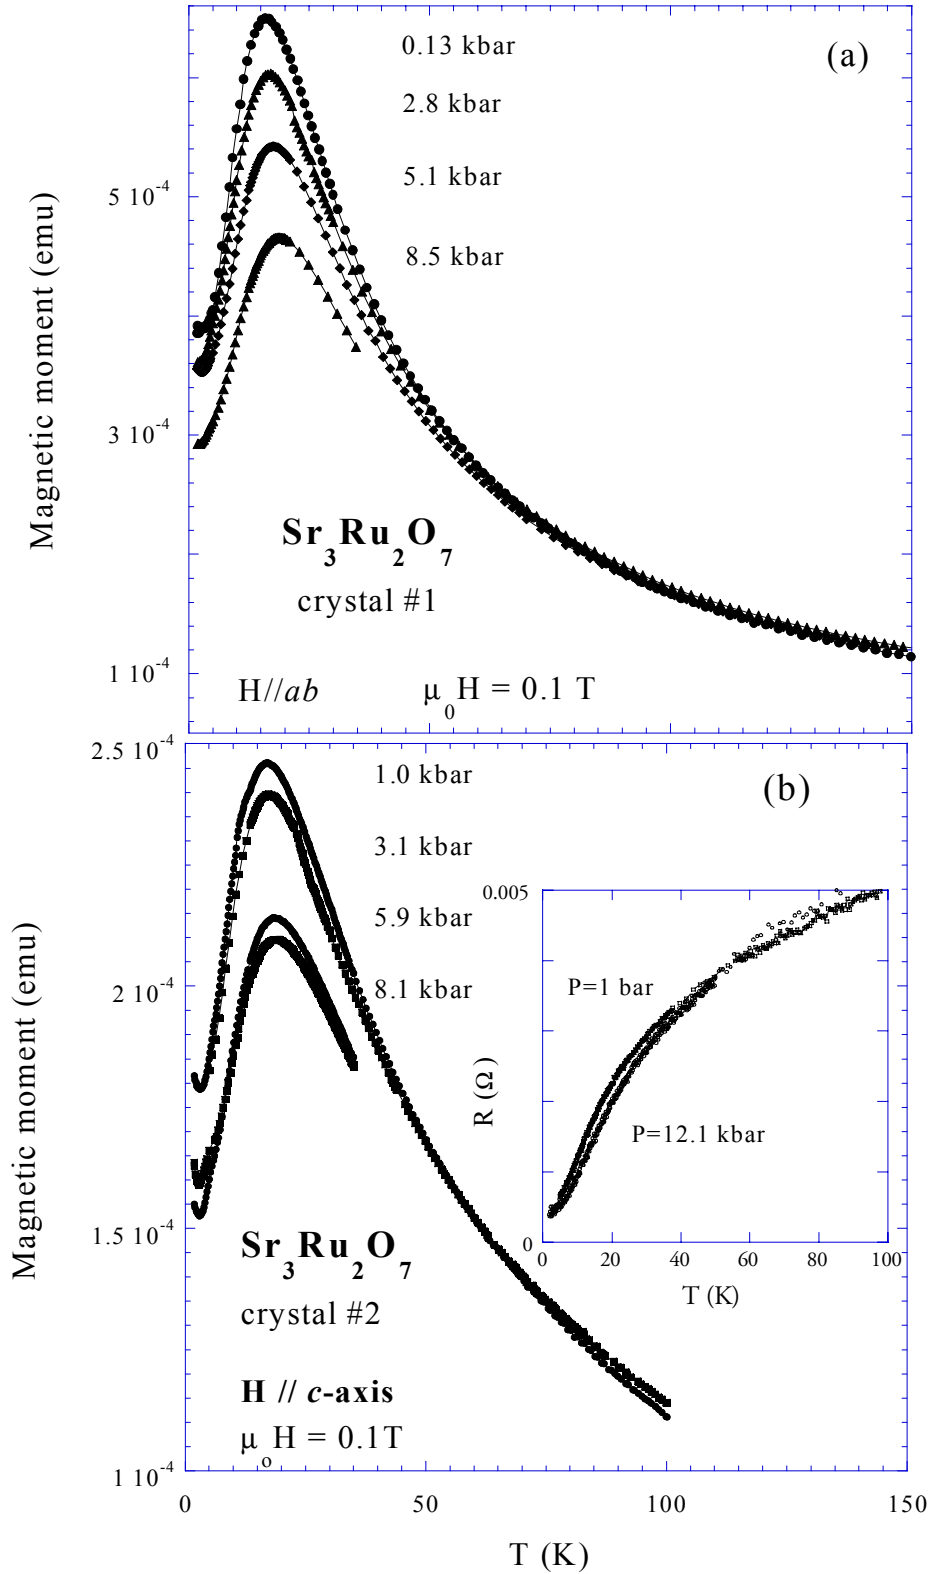 (a)
0.13 kbar
2.8 kbar
5.1 kbar
8.5 kbar
Magnetic moment (emu)
5 10⁻⁴
3 10⁻⁴
1 10⁻⁴
Sr₃Ru₂O₇
crystal #1
H//ab μ₀H = 0.1 T
(b)
2.5 10⁻⁴
2 10⁻⁴
1.5 10⁻⁴
1 10⁻⁴
Magnetic moment (emu)
1.0 kbar
3.1 kbar
5.9 kbar
8.1 kbar
0.005
0
R (Ω)
P=1 bar
P=12.1 kbar
0 20 40 60 80 100
T (K)
Sr₃Ru₂O₇
crystal #2
H // c-axis
μₒH = 0.1T
0 50 100 150
T (K)